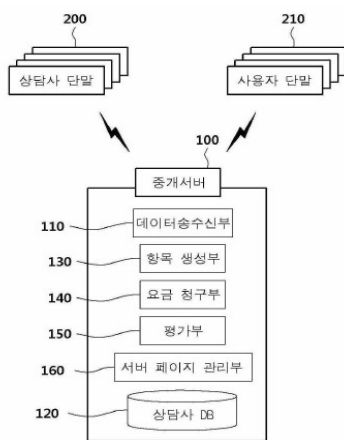 200
210
상담사 단말
사용자 단말
100
중개서버
110
데이터송수신부
130
항목 생성부
140
요금 청구부
150
평가부
160
서버 페이지 관리부
120
상담사 DB